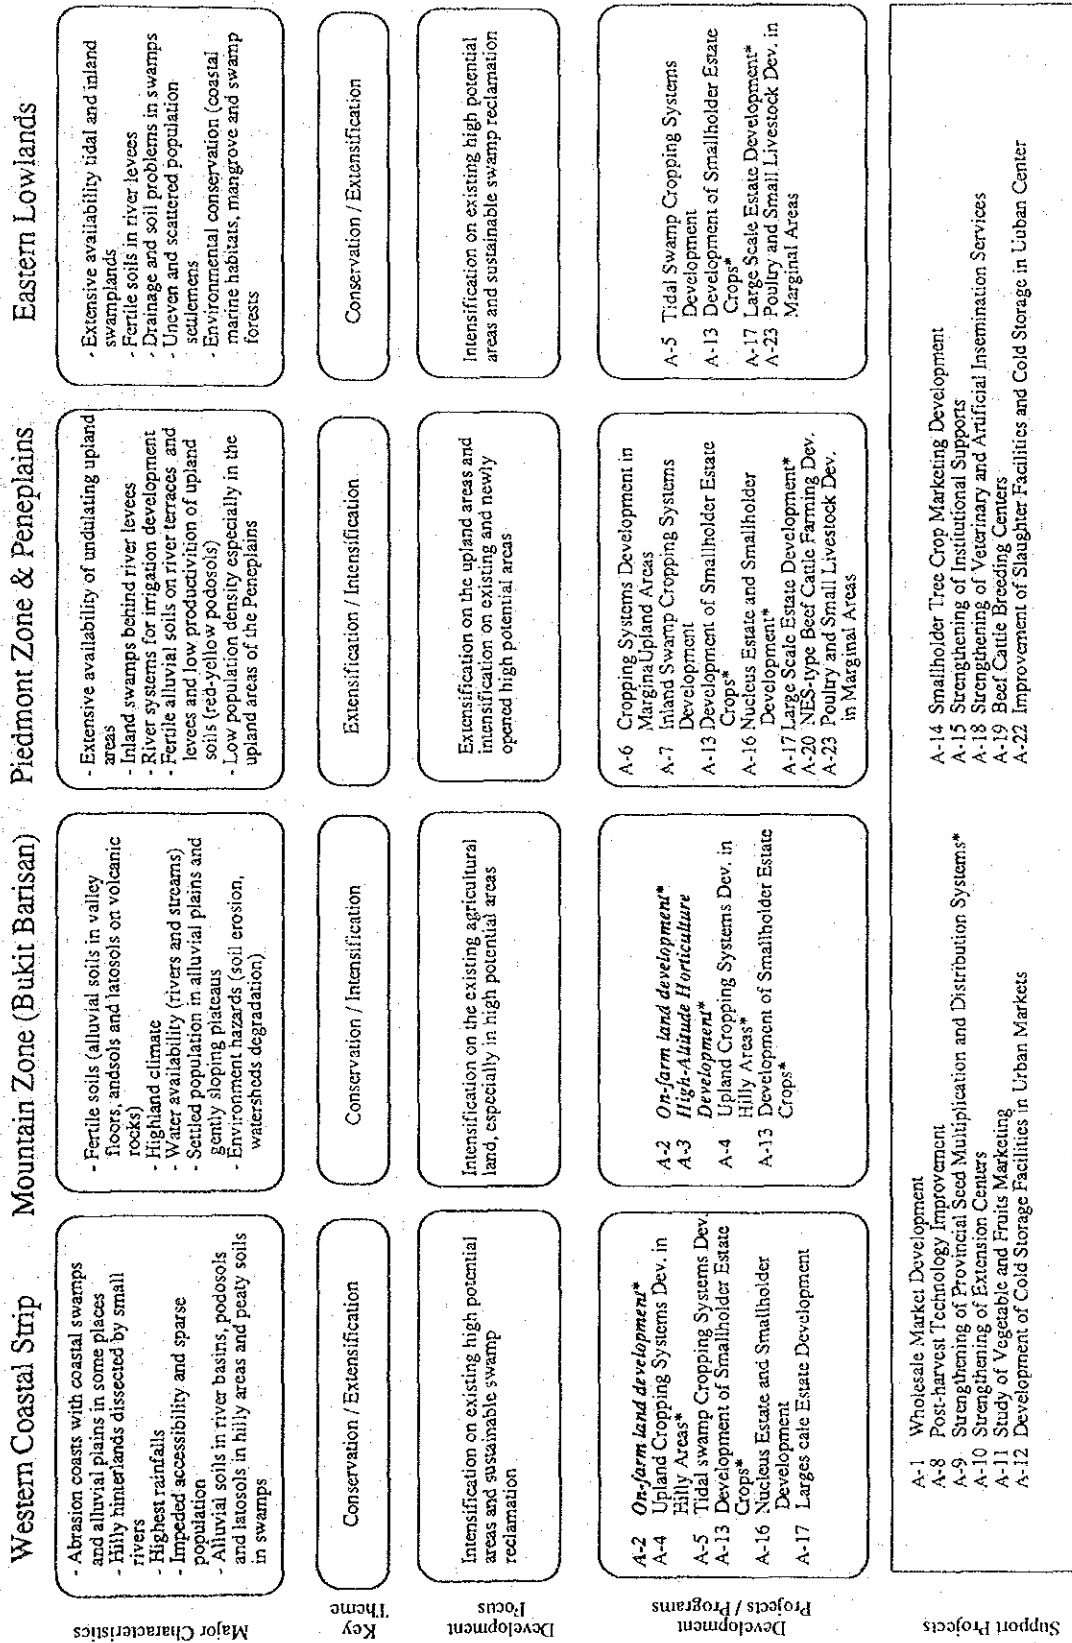 Western Coastal Strip
Mountain Zone (Bukit Barisan)
Piedmont Zone & Peneplains
Eastern Lowlands
Major Characteristics
- Abrasion coasts with coastal swamps
and alluvial plains in some places
- Hilly hinterlands dissected by small
rivers
- Highest rainfalls
- Impeded accessibility and sparse
population
- Alluvial soils in river basins, podosols
and latosols in hilly areas and peaty soils
in swamps
- Fertile soils (alluvial soils in valley
floors, andsols and latosols on volcanic
rocks)
- Highland climate
- Water availability (rivers and streams)
- Settled population in alluvial plains and
gently sloping plateaus
- Environment hazards (soil erosion,
watersheds degradation)
- Extensive availability of undulating upland
areas
- Inland swamps behind river levees
- River systems for irrigation development
- Fertile alluvial soils on river terraces and
levees and low productivition of upland
soils (red-yellow podosols)
- Low population density especially in the
upland areas of the Peneplains
- Extensive availability tidal and inland
swamplands
- Fertile soils in river levees
- Drainage and soil problems in swamps
- Uneven and scattered population
settlemens
- Environmental conservation (coastal
marine habitats, mangrove and swamp
forests
Key
Theme
Conservation / Extensification
Conservation / Intensification
Extensification / Intensification
Conservation / Extensification
Development
Focus
Intensification on existing high potential
areas and sustainable swamp
reclamation
Intensification on the existing agricultural
land, especially in high potential areas
Extensification on the upland areas and
intensification on existing and newly
opened high potential areas
Intensification on existing high potential
areas and sustainable swamp reclamation
Development
Projects / Programs
A-2 On-farm land development*
A-4 Upland Cropping Systems Dev. in
Hilly Areas*
A-5 Tidal swamp Cropping Systems Dev.
A-13 Development of Smallholder Estate
Crops*
A-16 Nucleus Estate and Smallholder
Development
A-17 Larges cale Estate Development
A-2 On-farm land development*
A-3 High-Altitude Horticulture
Development*
A-4 Upland Cropping Systems Dev. in
Hilly Areas*
A-13 Development of Smallholder Estate
Crops*
A-6 Cropping Systems Development in
MarginaUpland Areas
A-7 Inland Swamp Cropping Systems
Development
A-13 Development of Smallholder Estate
Crops*
A-16 Nucleus Estate and Smallholder
Development*
A-17 Large Scale Estate Development*
A-20 NES-type Beef Cattle Farming Dev.
A-23 Poultry and Small Livestock Dev.
in Marginal Areas
A-5 Tidal Swamp Cropping Systems
Development
A-13 Development of Smallholder Estate
Crops*
A-17 Large Scale Estate Development*
A-23 Poultry and Small Livestock Dev. in
Marginal Areas
Support Projects
A-1 Wholesale Market Development
A-8 Post-harvest Technology Improvement
A-9 Strengthening of Provincial Seed Multiplication and Distribution Systems*
A-10 Strengthening of Extension Centers
A-11 Study of Vegetable and Fruits Marketing
A-12 Development of Cold Storage Facilities in Urban Markets
A-14 Smallholder Tree Crop Marketing Development
A-15 Strengthening of Institutional Supports
A-18 Strengthening of Veterinary and Artificial Insemination Services
A-19 Beef Cattle Breeding Centers
A-22 Improvement of Slaughter Facilities and Cold Storage in Uuban Center